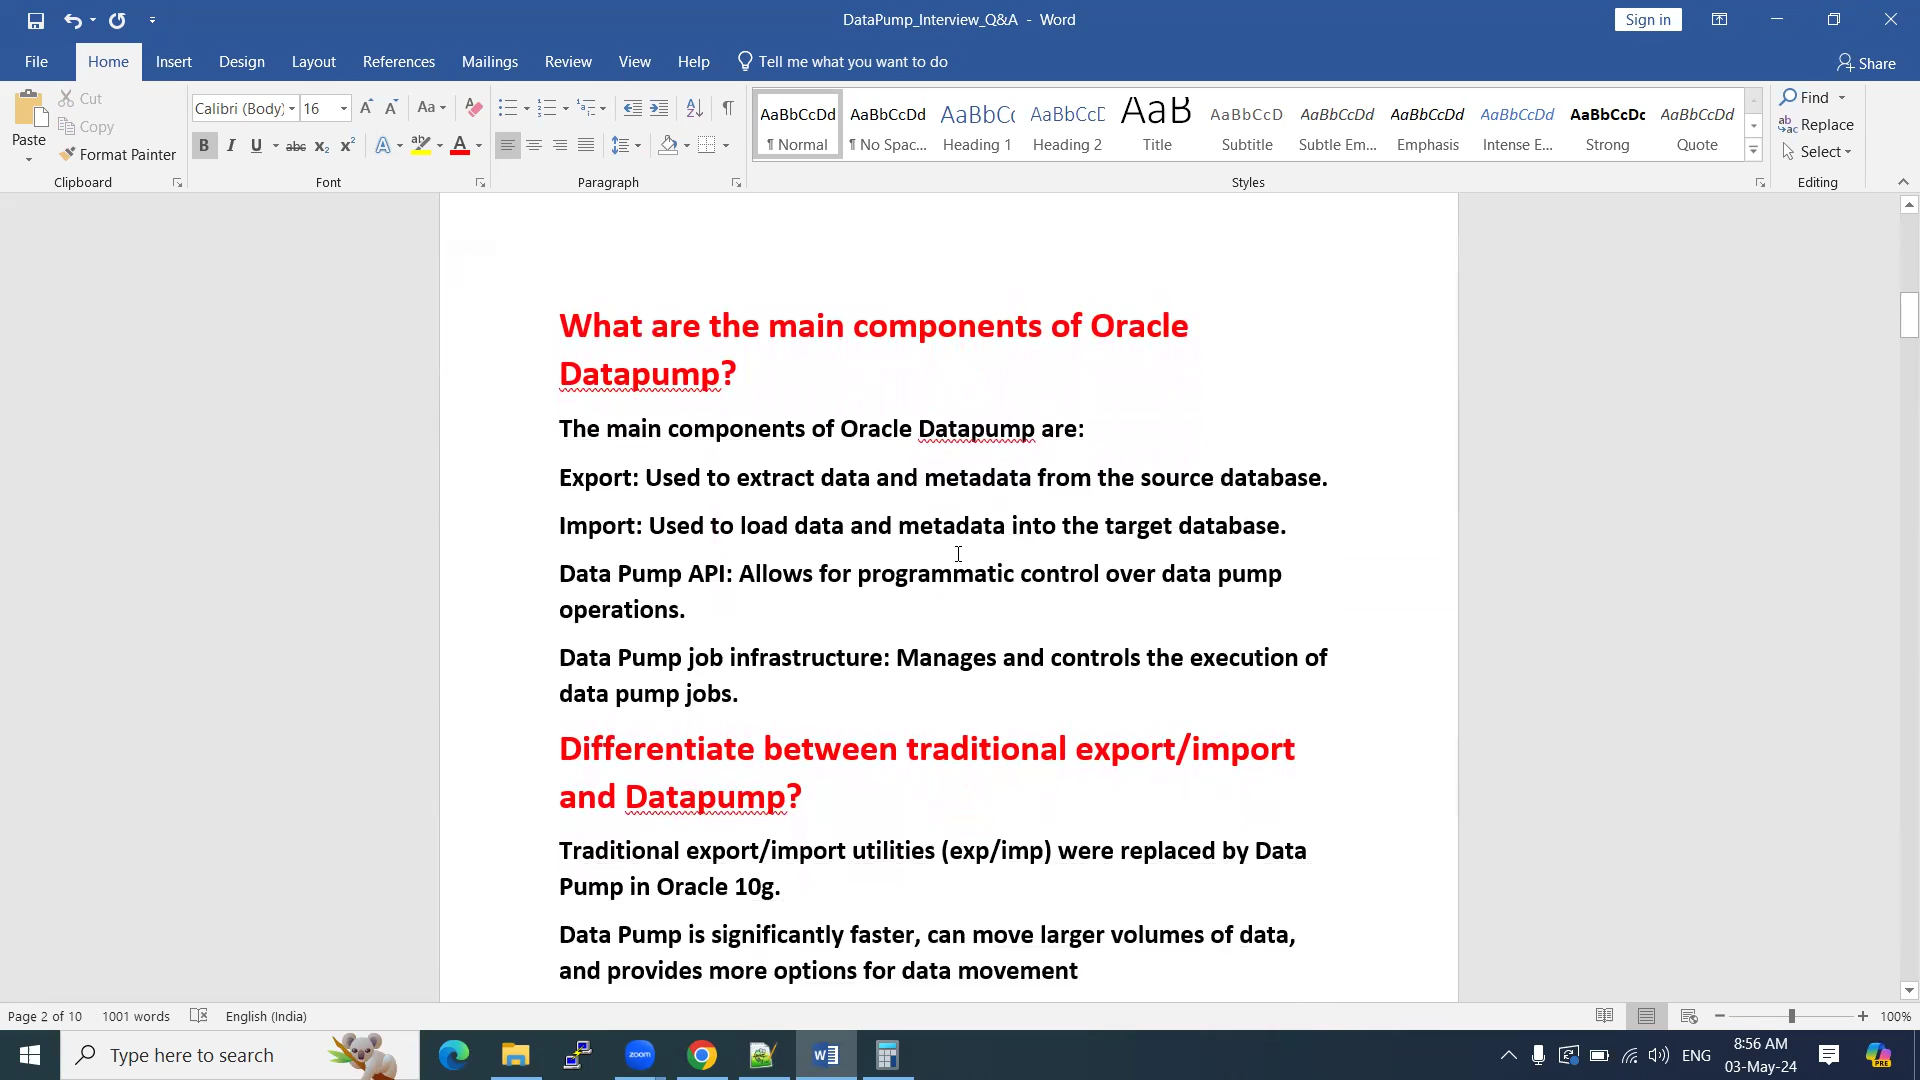 DataPump_Interview_Q&A - Word
Sign in
File Home Insert Design Layout References Mailings Review View Help Tell me what you want to do Share
Paste
Cut
Copy
Format Painter
Clipboard
Calibri (Body) 16
Font
Paragraph
AaBbCcDd AaBbCcDd AaBbCc AaBbCcD AaB AaBbCcD AaBbCcDd AaBbCcDd AaBbCcDd AaBbCcDc AaBbCcDd
¶ Normal ¶ No Spac... Heading 1 Heading 2 Title Subtitle Subtle Em... Emphasis Intense E... Strong Quote
Styles
Find
Replace
Select
Editing
What are the main components of Oracle
Datapump?
The main components of Oracle Datapump are:
Export: Used to extract data and metadata from the source database.
Import: Used to load data and metadata into the target database.
Data Pump API: Allows for programmatic control over data pump
operations.
Data Pump job infrastructure: Manages and controls the execution of
data pump jobs.
Differentiate between traditional export/import
and Datapump?
Traditional export/import utilities (exp/imp) were replaced by Data
Pump in Oracle 10g.
Data Pump is significantly faster, can move larger volumes of data,
and provides more options for data movement
Page 2 of 10 1001 words English (India) 100%
Type here to search
zoom
ENG
8:56 AM
03-May-24
PRE